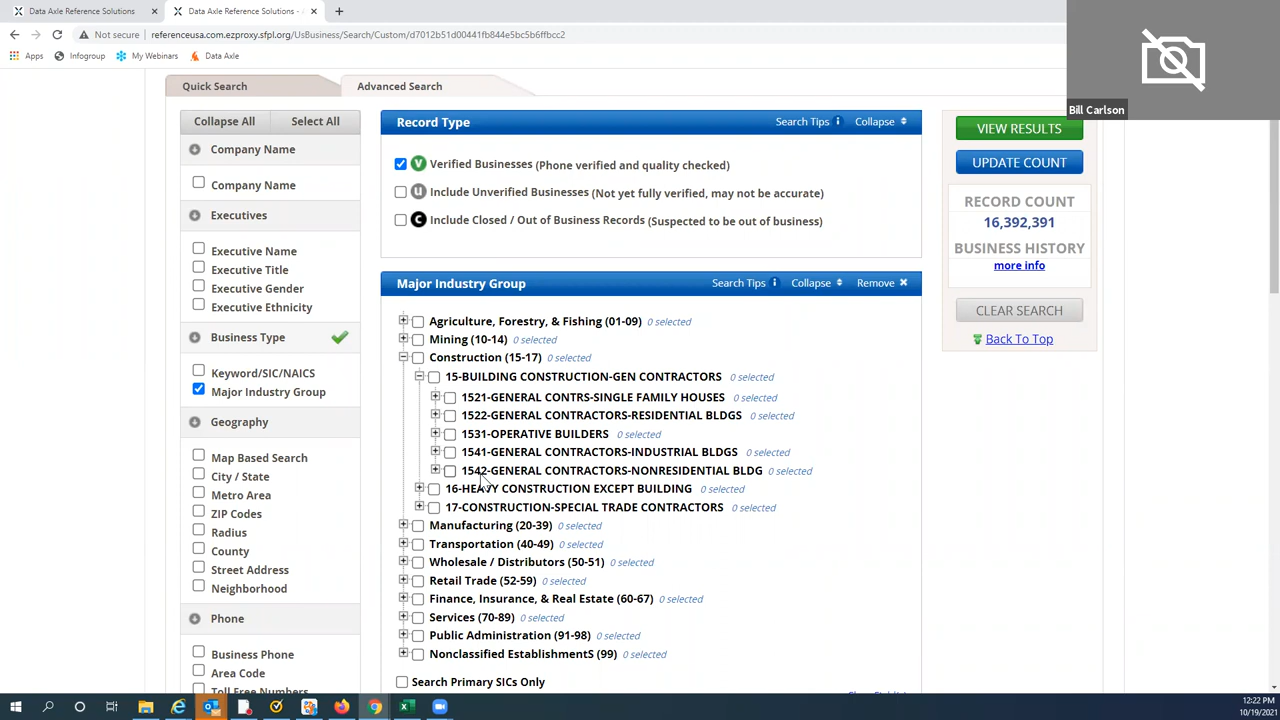 Data Axle Reference Solutions
Data Axle Reference Solutions -
Not secure | referenceusa.com.ezproxy.sfpl.org/UsBusiness/Search/Custom/d7012b51d00441fb844e5bc5b6ffbcc2
Apps Infogroup My Webinars Data Axle
Bill Carlson
Quick Search Advanced Search
Collapse All Select All
Company Name
Company Name
Executives
Executive Name
Executive Title
Executive Gender
Executive Ethnicity
Business Type
Keyword/SIC/NAICS
Major Industry Group
Geography
Map Based Search
City / State
Metro Area
ZIP Codes
Radius
County
Street Address
Neighborhood
Phone
Business Phone
Area Code
Toll Free Numbers
Record Type Search Tips i Collapse
V Verified Businesses (Phone verified and quality checked)
U Include Unverified Businesses (Not yet fully verified, may not be accurate)
C Include Closed / Out of Business Records (Suspected to be out of business)
Major Industry Group Search Tips i Collapse Remove
Agriculture, Forestry, & Fishing (01-09) 0 selected
Mining (10-14) 0 selected
Construction (15-17) 0 selected
15-BUILDING CONSTRUCTION-GEN CONTRACTORS 0 selected
1521-GENERAL CONTRS-SINGLE FAMILY HOUSES 0 selected
1522-GENERAL CONTRACTORS-RESIDENTIAL BLDGS 0 selected
1531-OPERATIVE BUILDERS 0 selected
1541-GENERAL CONTRACTORS-INDUSTRIAL BLDGS 0 selected
1542-GENERAL CONTRACTORS-NONRESIDENTIAL BLDG 0 selected
16-HEAVY CONSTRUCTION EXCEPT BUILDING 0 selected
17-CONSTRUCTION-SPECIAL TRADE CONTRACTORS 0 selected
Manufacturing (20-39) 0 selected
Transportation (40-49) 0 selected
Wholesale / Distributors (50-51) 0 selected
Retail Trade (52-59) 0 selected
Finance, Insurance, & Real Estate (60-67) 0 selected
Services (70-89) 0 selected
Public Administration (91-98) 0 selected
Nonclassified EstablishmentS (99) 0 selected
Search Primary SICs Only
VIEW RESULTS
UPDATE COUNT
RECORD COUNT
16,392,391
BUSINESS HISTORY
more info
CLEAR SEARCH
Back To Top
12:22 PM
10/19/2021